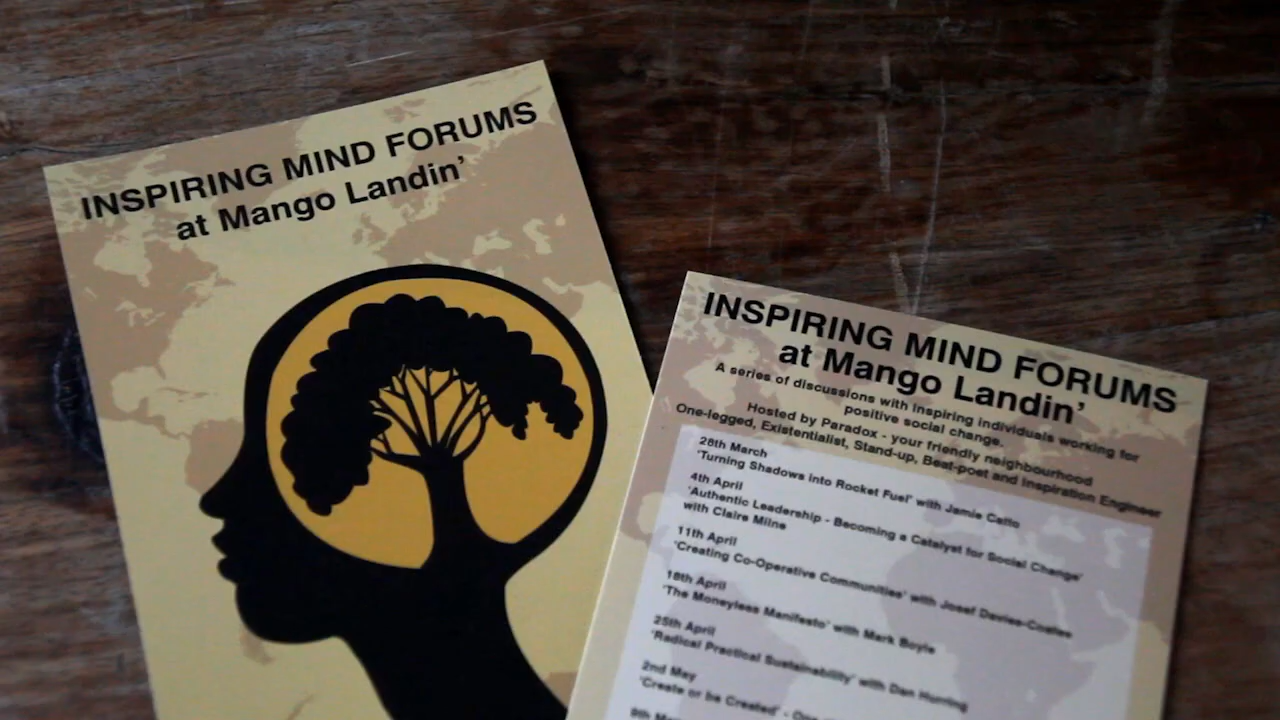 INSPIRING MIND FORUMS
at Mango Landin'
INSPIRING MIND FORUMS
at Mango Landin'
A series of discussions with inspiring individuals working for
positive social change.
Hosted by Paradox - your friendly neighbourhood
One-legged, Existentialist, Stand-up, Beat-poet and Inspiration Engineer
28th March
'Turning Shadows into Rocket Fuel' with Jamie Catto
4th April
'Authentic Leadership - Becoming a Catalyst for Social Change'
with Claire Milne
11th April
'Creating Co-Operative Communities' with Josef Davies-Coates
18th April
'The Moneyless Manifesto' with Mark Boyle
25th April
'Radical Practical Sustainability' with Dan Hurring
2nd May
'Create or be Created' -